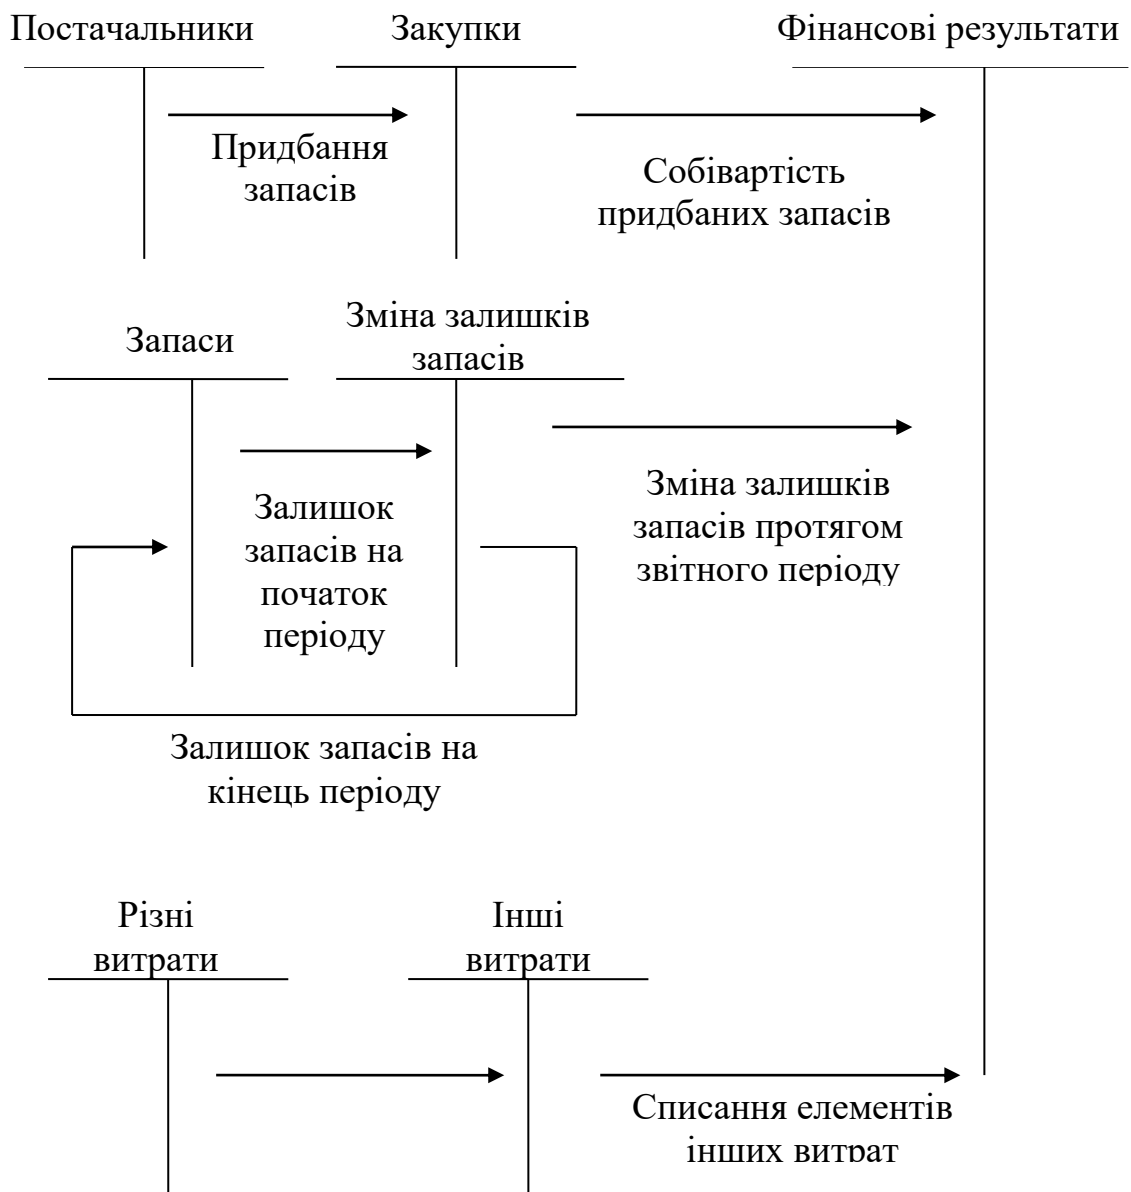 Постачальники Закупки Фінансові результати
Придбання
запасів
Собівартість
придбаних запасів
Запаси
Зміна залишків
запасів
Залишок
запасів на
початок
періоду
Зміна залишків
запасів протягом
звітного періоду
Залишок запасів на
кінець періоду
Різні
витрати
Інші
витрати
Списання елементів
інших витрат